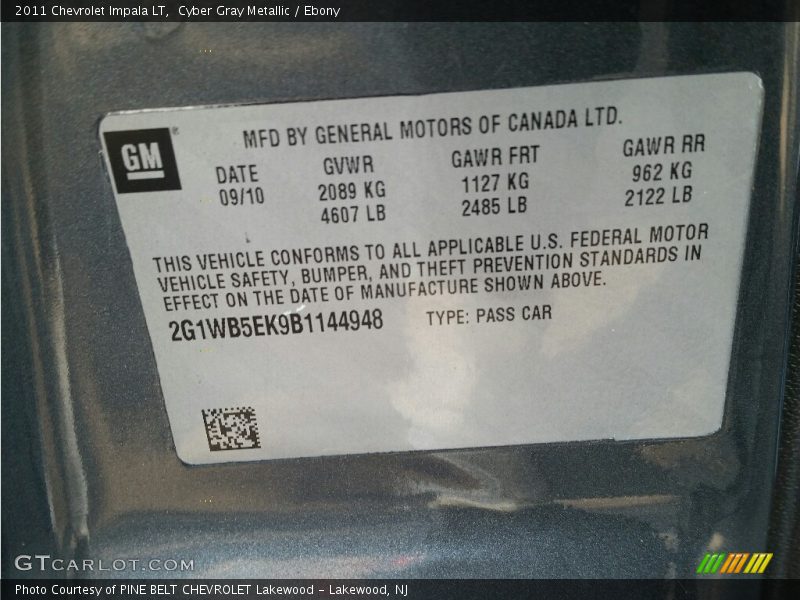 2011 Chevrolet Impala LT,  Cyber Gray Metallic / Ebony
MFD BY GENERAL MOTORS OF CANADA LTD.
GM
®
DATE GVWR GAWR FRT GAWR RR
09/10 2089 KG 1127 KG 962 KG
4607 LB 2485 LB 2122 LB
THIS VEHICLE CONFORMS TO ALL APPLICABLE U.S. FEDERAL MOTOR
VEHICLE SAFETY, BUMPER, AND THEFT PREVENTION STANDARDS IN
EFFECT ON THE DATE OF MANUFACTURE SHOWN ABOVE.
2G1WB5EK9B1144948 TYPE: PASS CAR
GTCARLOT.COM
Photo Courtesy of PINE BELT CHEVROLET Lakewood - Lakewood, NJ